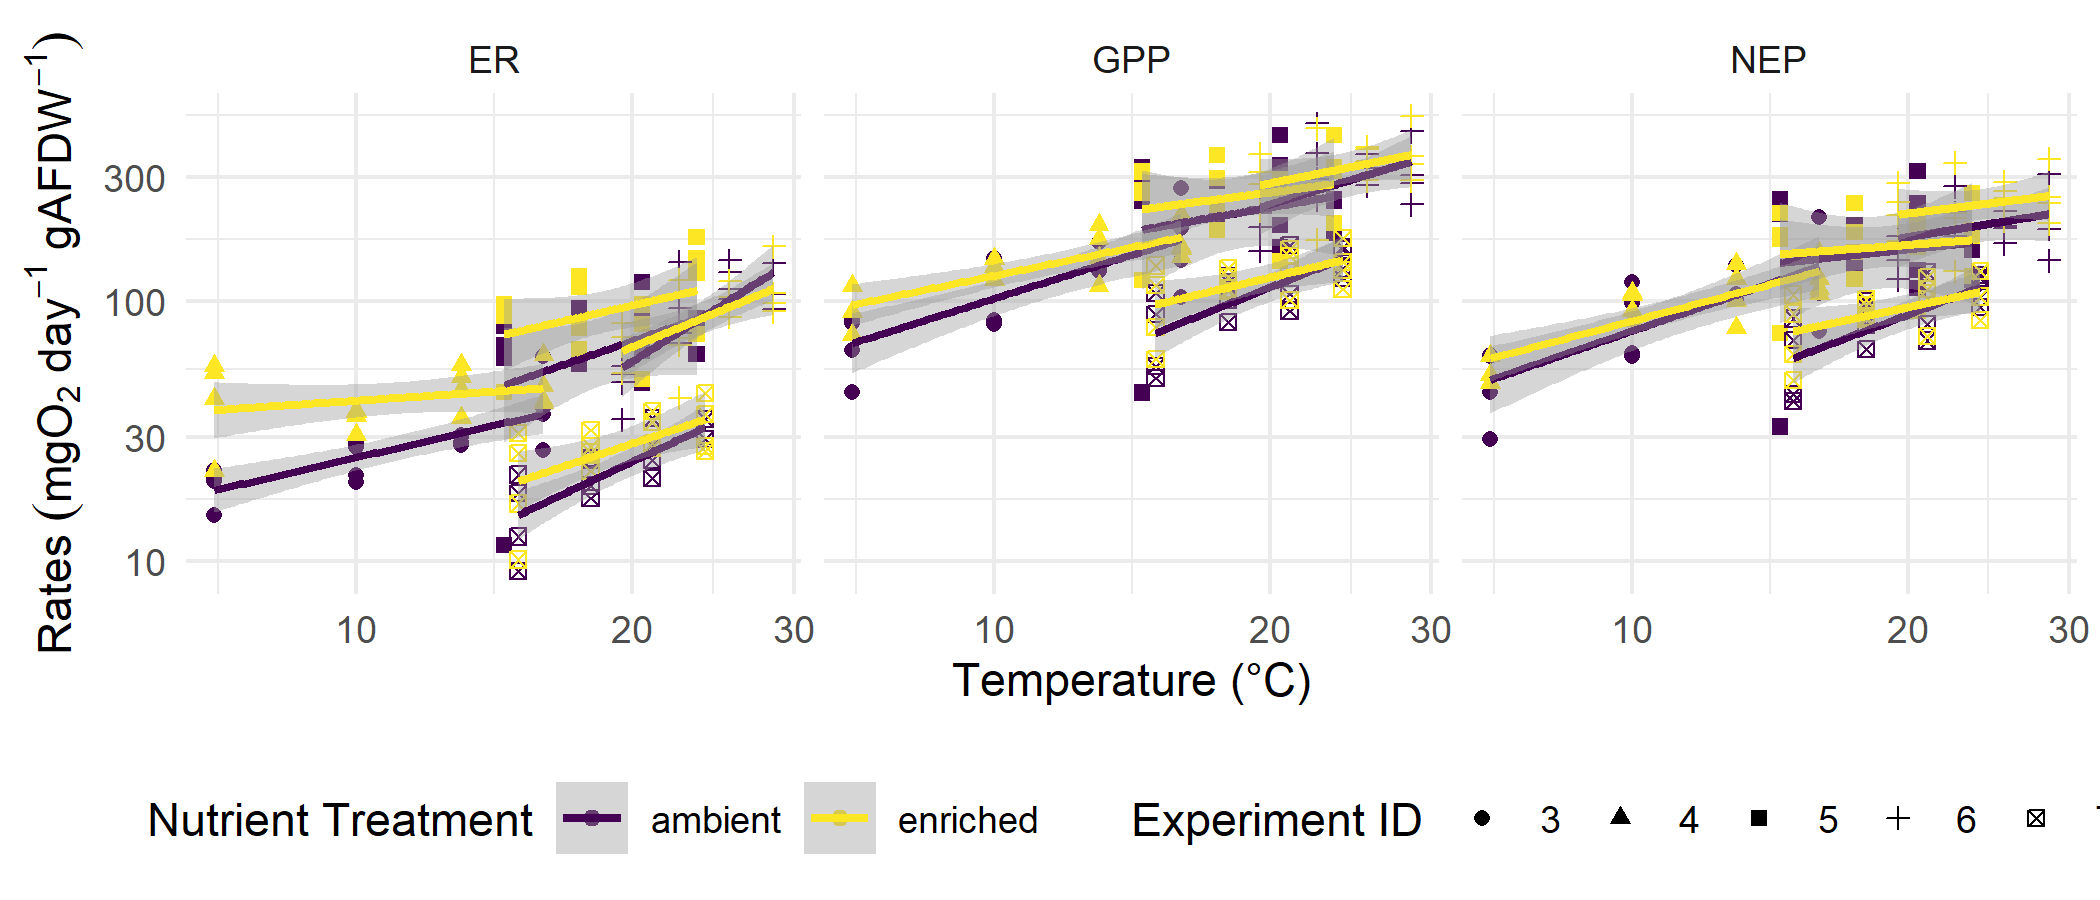 ER GPP NEP
Rates (mgO₂ day⁻¹ gAFDW⁻¹)
300
100
30
10
10 20 30 10 20 30 10 20 30
Temperature (°C)
Nutrient Treatment ambient enriched Experiment ID 3 4 5 6